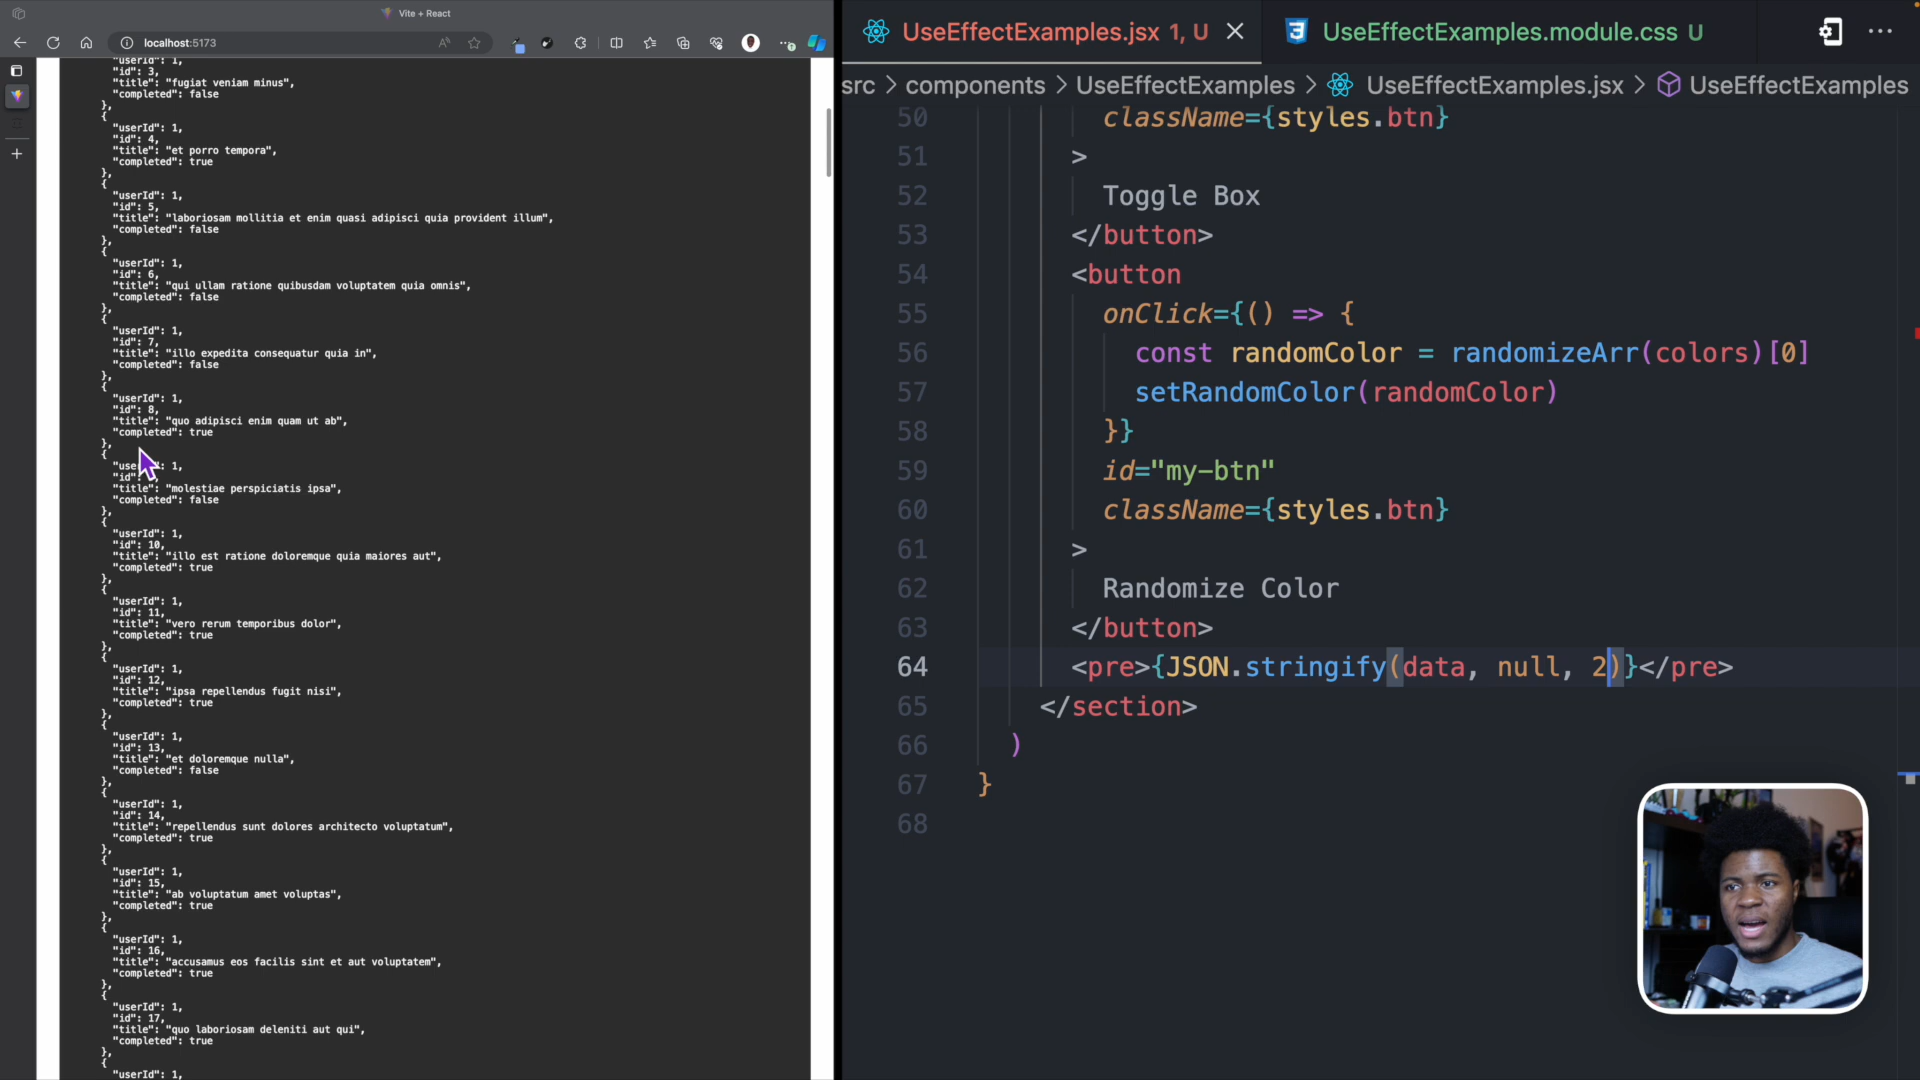 Vite + React
localhost:5173
"userId": 1,
"id": 3,
"title": "fugiat veniam minus",
"completed": false
},
{
"userId": 1,
"id": 4,
"title": "et porro tempora",
"completed": true
},
{
"userId": 1,
"id": 5,
"title": "laboriosam mollitia et enim quasi adipisci quia provident illum",
"completed": false
},
{
"userId": 1,
"id": 6,
"title": "qui ullam ratione quibusdam voluptatem quia omnis",
"completed": false
},
{
"userId": 1,
"id": 7,
"title": "illo expedita consequatur quia in",
"completed": false
},
{
"userId": 1,
"id": 8,
"title": "quo adipisci enim quam ut ab",
"completed": true
},
{
1,
"id":
"title": "molestiae perspiciatis ipsa",
"completed": false
},
{
"userId": 1,
"id": 10,
"title": "illo est ratione doloremque quia maiores aut",
"completed": true
},
{
"userId": 1,
"id": 11,
"title": "vero rerum temporibus dolor",
"completed": true
},
{
"userId": 1,
"id": 12,
"title": "ipsa repellendus fugit nisi",
"completed": true
},
{
"userId": 1,
"id": 13,
"title": "et doloremque nulla",
"completed": false
},
{
"userId": 1,
"id": 14,
"title": "repellendus sunt dolores architecto voluptatum",
"completed": true
},
{
"userId": 1,
"id": 15,
"title": "ab voluptatum amet voluptas",
"completed": true
},
{
"userId": 1,
"id": 16,
"title": "accusamus eos facilis sint et aut voluptatem",
"completed": true
},
{
"userId": 1,
"id": 17,
"title": "quo laboriosam deleniti aut qui",
"completed": true
},
{
"userId": 1,
UseEffectExamples.jsx 1, U
UseEffectExamples.module.css U
src > components > UseEffectExamples > UseEffectExamples.jsx > UseEffectExamples
50 className={styles.btn}
51 >
52 Toggle Box
53 </button>
54 <button
55 onClick={() => {
56 const randomColor = randomizeArr(colors)[0]
57 setRandomColor(randomColor)
58 }}
59 id="my-btn"
60 className={styles.btn}
61 >
62 Randomize Color
63 </button>
64 <pre>{JSON.stringify(data, null, 2)}</pre>
65 </section>
66 )
67 }
68